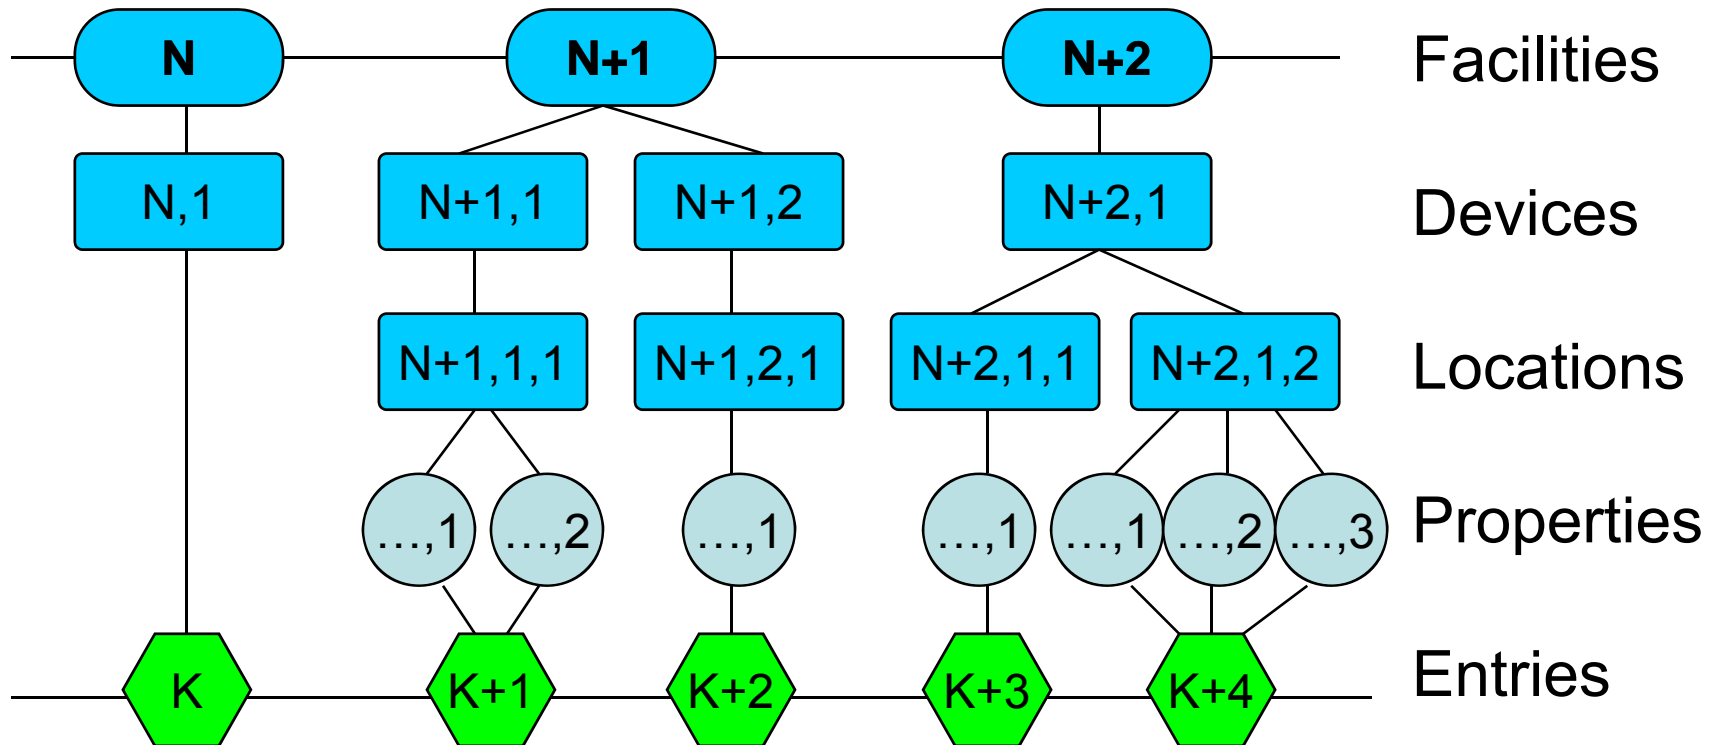 N N+1 N+2 Facilities
N,1 N+1,1 N+1,2 N+2,1 Devices
N+1,1,1 N+1,2,1 N+2,1,1 N+2,1,2 Locations
...,1 ...,2 ...,1 ...,1 ...,1 ...,2 ...,3 Properties
K K+1 K+2 K+3 K+4 Entries